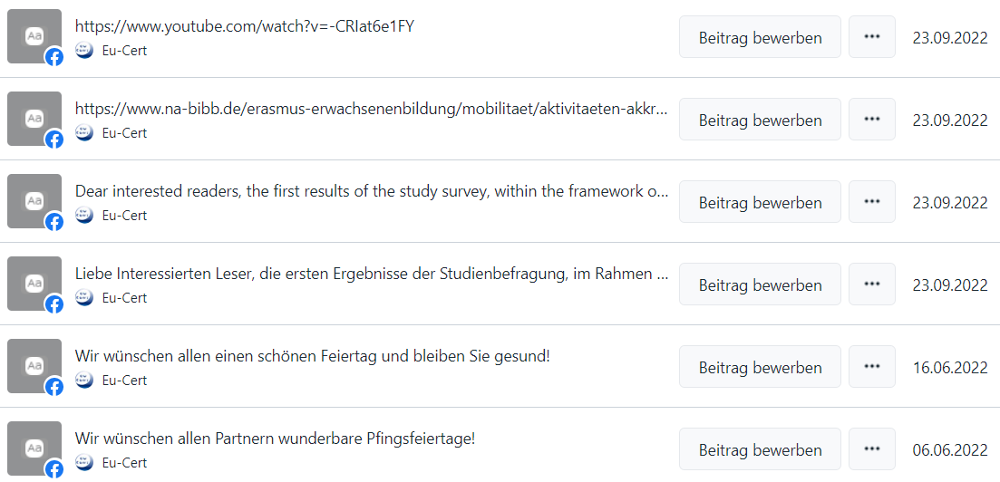 https://www.youtube.com/watch?v=-CRIat6e1FY
Eu-Cert
Beitrag bewerben
23.09.2022
https://www.na-bibb.de/erasmus-erwachsenenbildung/mobilitaet/aktivitaeten-akkr...
Eu-Cert
Beitrag bewerben
23.09.2022
Dear interested readers, the first results of the study survey, within the framework o...
Eu-Cert
Beitrag bewerben
23.09.2022
Liebe Interessierten Leser, die ersten Ergebnisse der Studienbefragung, im Rahmen ...
Eu-Cert
Beitrag bewerben
23.09.2022
Wir wünschen allen einen schönen Feiertag und bleiben Sie gesund!
Eu-Cert
Beitrag bewerben
16.06.2022
Wir wünschen allen Partnern wunderbare Pfingsfeiertage!
Eu-Cert
Beitrag bewerben
06.06.2022